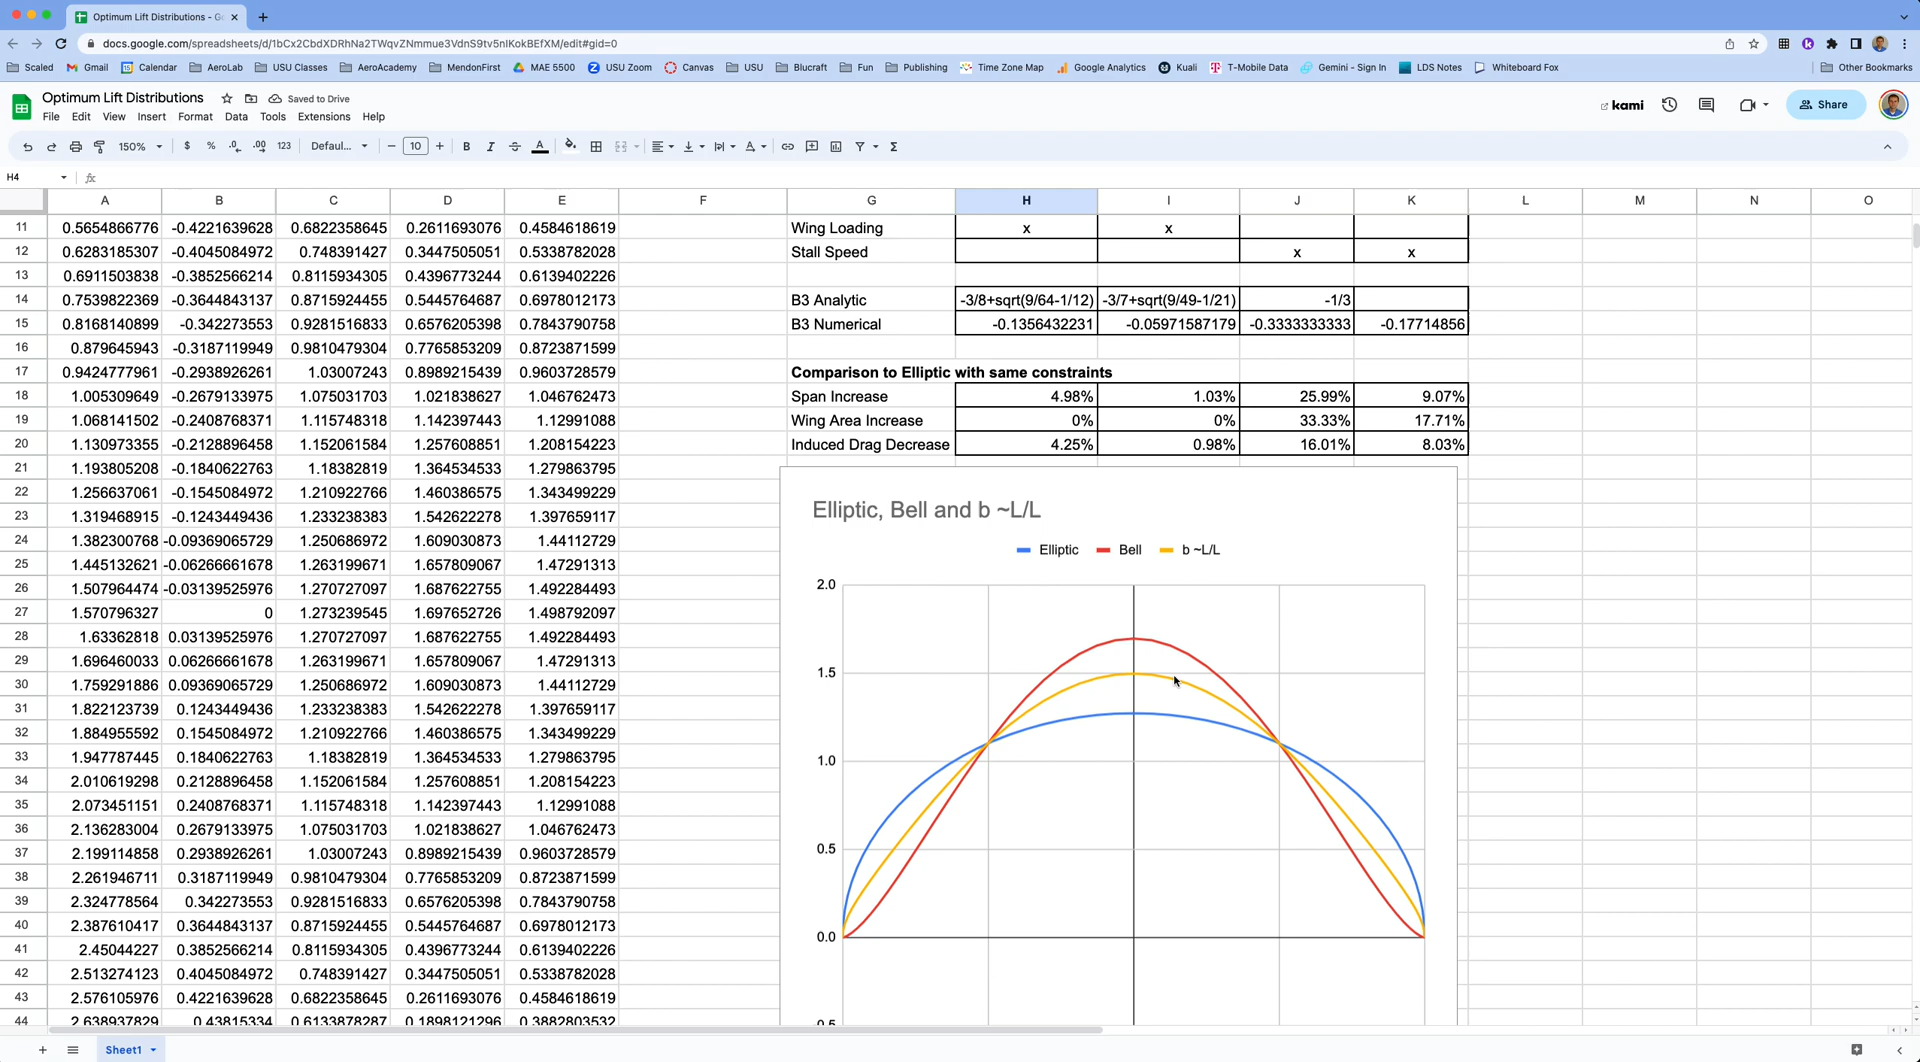 Optimum Lift Distributions - Go
docs.google.com/spreadsheets/d/1bCx2CbdXDRhNa2TWqvZNmmue3VdnS9tv5nIKokBEfXM/edit#gid=0
Scaled Gmail Calendar AeroLab USU Classes AeroAcademy MendonFirst MAE 5500 USU Zoom Canvas USU Blucraft Fun Publishing Time Zone Map Google Analytics Kuali T-Mobile Data Gemini - Sign In LDS Notes Whiteboard Fox Other Bookmarks
Optimum Lift Distributions Saved to Drive kami Share
File Edit View Insert Format Data Tools Extensions Help
150% $ % .0 .00 123 Defaul... 10
H4 fx
A B C D E F G H I J K L M N O
11 0.5654866776 -0.4221639628 0.6822358645 0.2611693076 0.4584618619 Wing Loading x x
12 0.6283185307 -0.4045084972 0.748391427 0.3447505051 0.5338782028 Stall Speed x x
13 0.6911503838 -0.3852566214 0.8115934305 0.4396773244 0.6139402226
14 0.7539822369 -0.3644843137 0.8715924455 0.5445764687 0.6978012173 B3 Analytic -3/8+sqrt(9/64-1/12) -3/7+sqrt(9/49-1/21) -1/3
15 0.8168140899 -0.342273553 0.9281516833 0.6576205398 0.7843790758 B3 Numerical -0.1356432231 -0.05971587179 -0.3333333333 -0.17714856
16 0.879645943 -0.3187119949 0.9810479304 0.7765853209 0.8723871599
17 0.9424777961 -0.2938926261 1.03007243 0.8989215439 0.9603728579 Comparison to Elliptic with same constraints
18 1.005309649 -0.2679133975 1.075031703 1.021838627 1.046762473 Span Increase 4.98% 1.03% 25.99% 9.07%
19 1.068141502 -0.2408768371 1.115748318 1.142397443 1.12991088 Wing Area Increase 0% 0% 33.33% 17.71%
20 1.130973355 -0.2128896458 1.152061584 1.257608851 1.208154223 Induced Drag Decrease 4.25% 0.98% 16.01% 8.03%
21 1.193805208 -0.1840622763 1.18382819 1.364534533 1.279863795
22 1.256637061 -0.1545084972 1.210922766 1.460386575 1.343499229
23 1.319468915 -0.1243449436 1.233238383 1.542622278 1.397659117
24 1.382300768 -0.09369065729 1.250686972 1.609030873 1.44112729
25 1.445132621 -0.06266661678 1.263199671 1.657809067 1.47291313
26 1.507964474 -0.03139525976 1.270727097 1.687622755 1.492284493
27 1.570796327 0 1.273239545 1.697652726 1.498792097
28 1.63362818 0.03139525976 1.270727097 1.687622755 1.492284493
29 1.696460033 0.06266661678 1.263199671 1.657809067 1.47291313
30 1.759291886 0.09369065729 1.250686972 1.609030873 1.44112729
31 1.822123739 0.1243449436 1.233238383 1.542622278 1.397659117
32 1.884955592 0.1545084972 1.210922766 1.460386575 1.343499229
33 1.947787445 0.1840622763 1.18382819 1.364534533 1.279863795
34 2.010619298 0.2128896458 1.152061584 1.257608851 1.208154223
35 2.073451151 0.2408768371 1.115748318 1.142397443 1.12991088
36 2.136283004 0.2679133975 1.075031703 1.021838627 1.046762473
37 2.199114858 0.2938926261 1.03007243 0.8989215439 0.9603728579
38 2.261946711 0.3187119949 0.9810479304 0.7765853209 0.8723871599
39 2.324778564 0.342273553 0.9281516833 0.6576205398 0.7843790758
40 2.387610417 0.3644843137 0.8715924455 0.5445764687 0.6978012173
41 2.45044227 0.3852566214 0.8115934305 0.4396773244 0.6139402226
42 2.513274123 0.4045084972 0.748391427 0.3447505051 0.5338782028
43 2.576105976 0.4221639628 0.6822358645 0.2611693076 0.4584618619
44 2.638937829 0.43815334 0.6133878287 0.1898121296 0.3882803532
Elliptic, Bell and b ~L/L
Elliptic Bell b ~L/L
2.0
1.5
1.0
0.5
0.0
-0.5
Sheet1